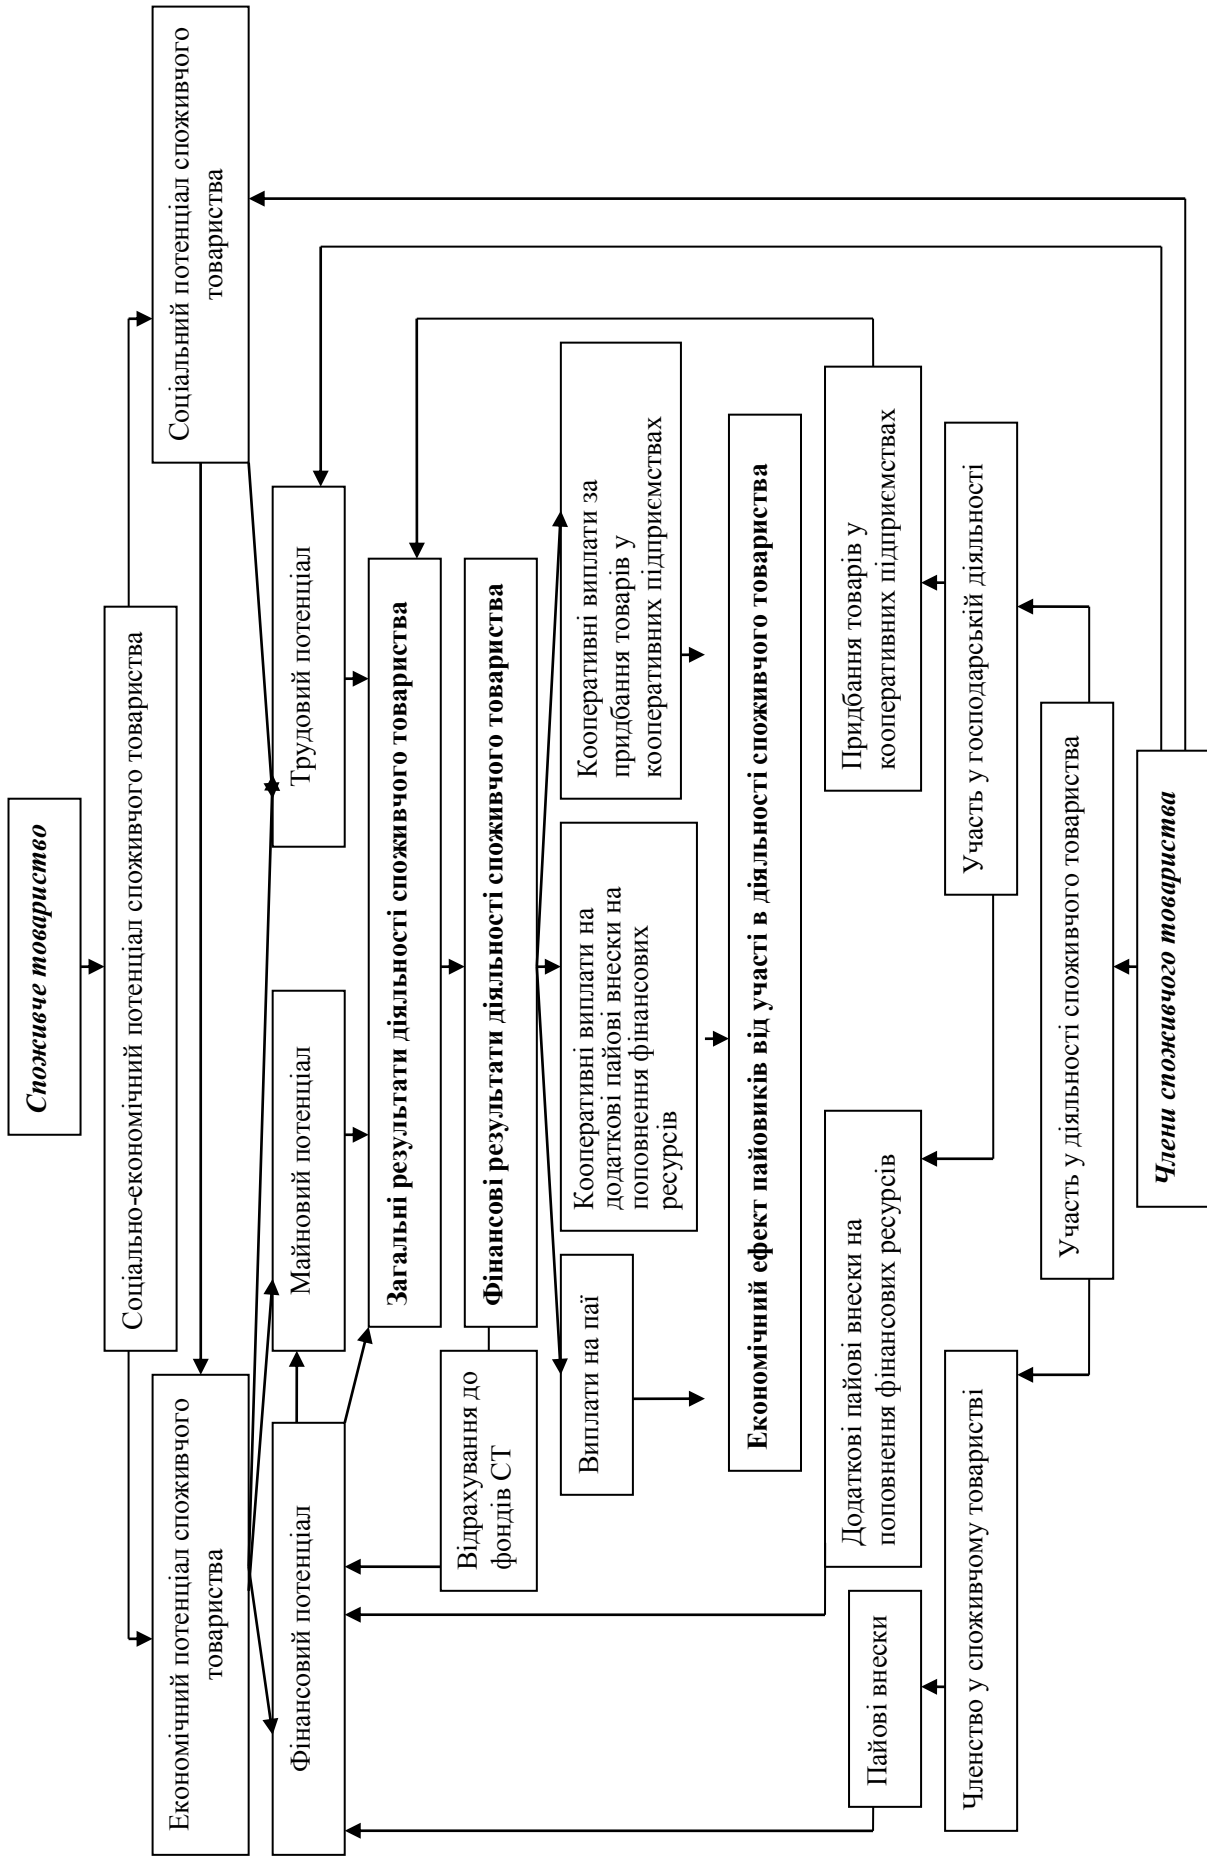 Споживче товариство
Соціально-економічний потенціал споживчого товариства
Економічний потенціал споживчого
товариства
Соціальний потенціал споживчого
товариства
Фінансовий потенціал
Майновий потенціал
Трудовий потенціал
Загальні результати діяльності споживчого товариства
Відрахування до
фондів СТ
Фінансові результати діяльності споживчого товариства
Виплати на паї
Кооперативні виплати на
додаткові пайові внески на
поповнення фінансових
ресурсів
Кооперативні виплати за
придбання товарів у
кооперативних підприємствах
Економічний ефект пайовиків від участі в діяльності споживчого товариства
Пайові внески
Додаткові пайові внески на
поповнення фінансових ресурсів
Придбання товарів у
кооперативних підприємствах
Членство у споживчому товаристві
Участь у господарській діяльності
Участь у діяльності споживчого товариства
Члени споживчого товариства